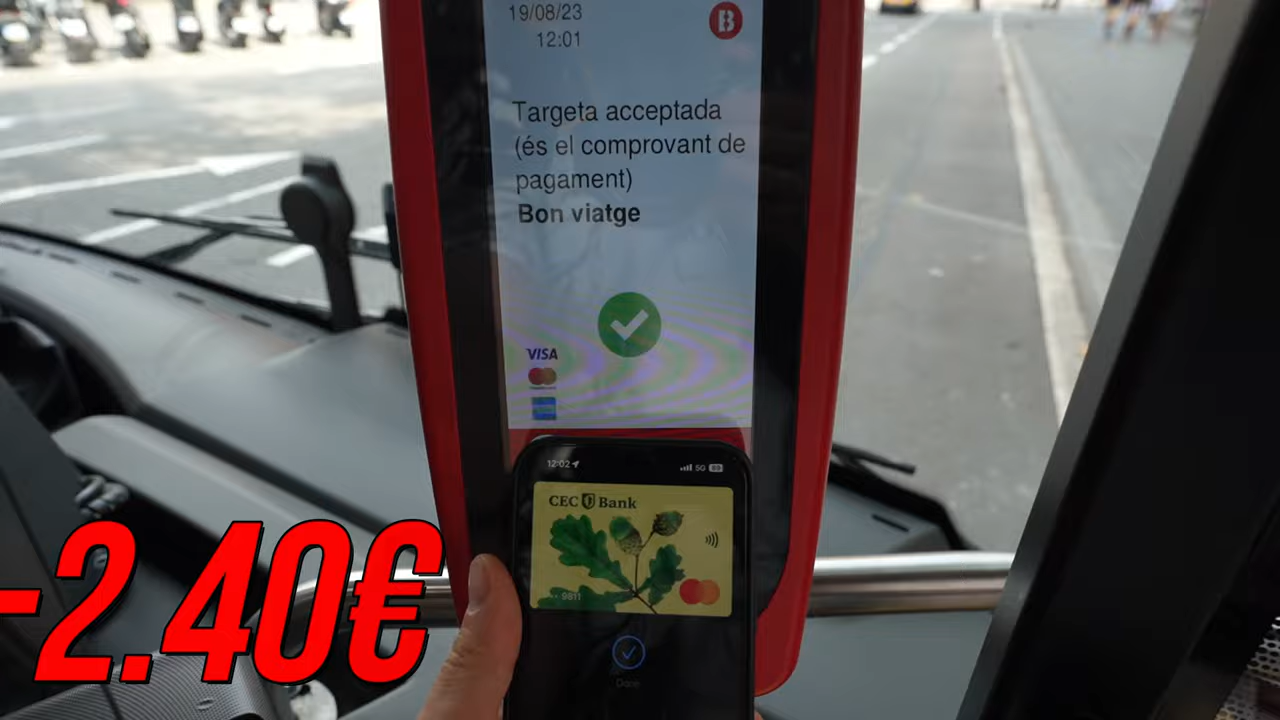 19/08/23
B
12:01
Targeta acceptada
(és el comprovant de
pagament)
Bon viatge
VISA
12:02
5G
CEC Bank
9811
Done
-2.40€